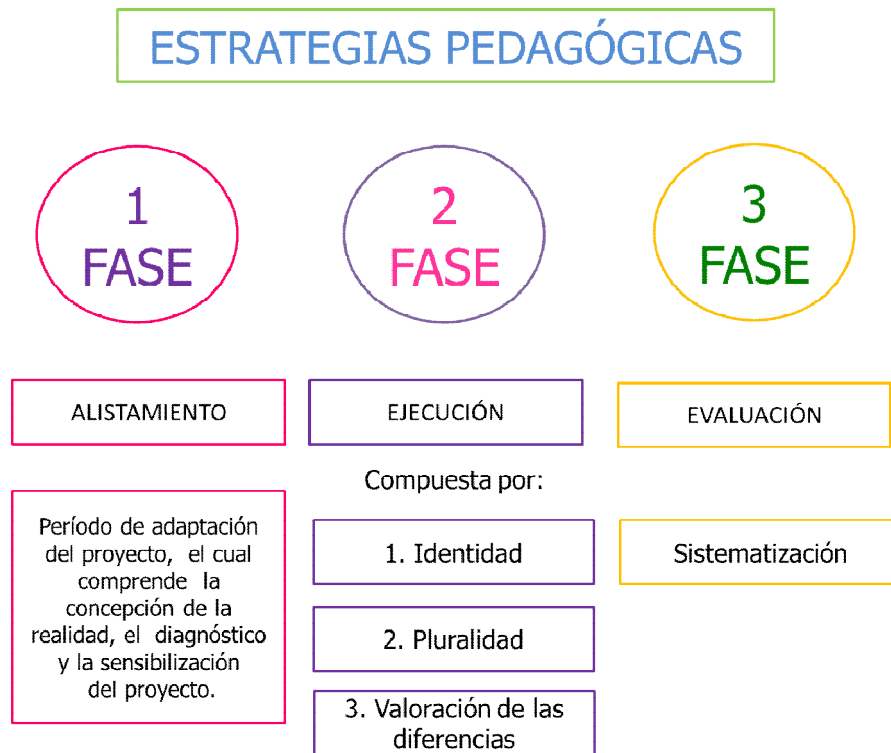 ESTRATEGIAS PEDAGÓGICAS
1
FASE
2
FASE
3
FASE
ALISTAMIENTO
EJECUCIÓN
EVALUACIÓN
Período de adaptación
del proyecto, el cual
comprende la
concepción de la
realidad, el diagnóstico
y la sensibilización
del proyecto.
Compuesta por:
1. Identidad
2. Pluralidad
3. Valoración de las
diferencias
Sistematización